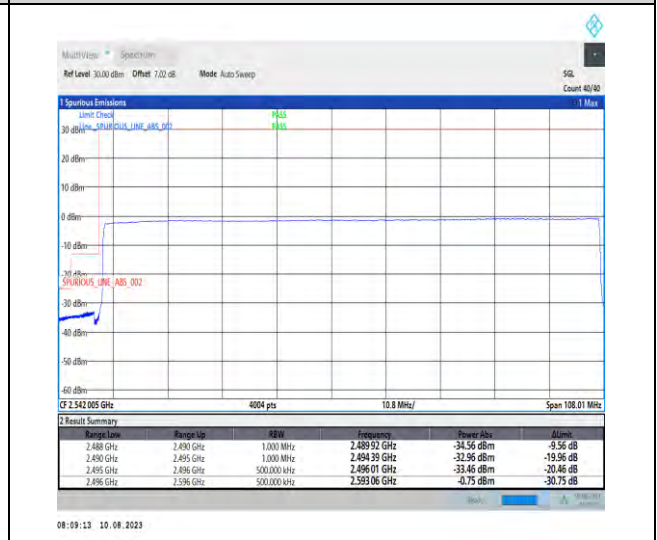 MultiView Spectrum
Ref Level 30.00 dBm Offset 7.02 dB Mode Auto Sweep SGL
Count 40/40
1 Spurious Emissions 1 Max
Limit Check PASS
Line _SPURIOUS_LINE_ABS_002 PASS
30 dBm
20 dBm
10 dBm
0 dBm
-10 dBm
-20 dBm
SPURIOUS_LINE_ABS_002
-30 dBm
-40 dBm
-50 dBm
-60 dBm
CF 2.542 005 GHz 4004 pts 10.8 MHz/ Span 108.01 MHz
2 Result Summary
Range Low Range Up RBW Frequency Power Abs ΔLimit
2.488 GHz 2.490 GHz 1.000 MHz 2.489 92 GHz -34.56 dBm -9.56 dB
2.490 GHz 2.495 GHz 1.000 MHz 2.494 39 GHz -32.96 dBm -19.96 dB
2.495 GHz 2.496 GHz 500.000 kHz 2.496 01 GHz -33.46 dBm -20.46 dB
2.496 GHz 2.596 GHz 500.000 kHz 2.593 06 GHz -0.75 dBm -30.75 dB
08:09:13 10.08.2023